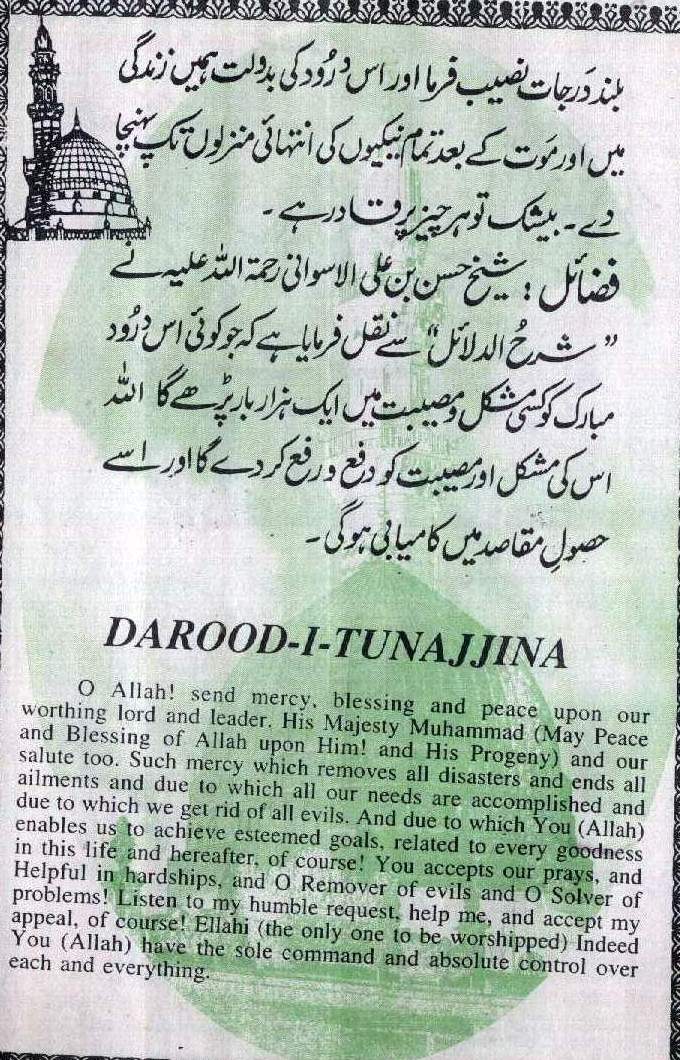 بلند دَرجات نصیب فرما اور اس درُود کی بدولت ہمیں زندگی
میں اور مَوت کے بعد تمام نیکیوں کی انتہائی منزلوں تک پہنچا
دے۔ بیشک تو ہر چیز پر قادر ہے۔
فضائل : شیخ حسن بن علی الاسوانی رحمۃ اللہ علیہ نے
”شرحُ الدلائل“ سے نقل فرمایا ہے کہ جو کوئی اس درُود
مبارک کو کسی مشکل و مصیبت میں ایک ہزار بار پڑھے گا اللہ
اس کی مشکل اور مصیبت کو دفع و رفع کر دے گا اور اسے
حصولِ مقاصد میں کامیابی ہوگی۔
DAROOD-I-TUNAJJINA
O Allah! send mercy, blessing and peace upon our
worthing lord and leader. His Majesty Muhammad (May Peace
and Blessing of Allah upon Him! and His Progeny) and our
salute too. Such mercy which removes all disasters and ends all
ailments and due to which all our needs are accomplished and
due to which we get rid of all evils. And due to which You (Allah)
enables us to achieve esteemed goals, related to every goodness
in this life and hereafter, of course! You accepts our prays, and
Helpful in hardships, and O Remover of evils and O Solver of
problems! Listen to my humble request, help me, and accept my
appeal, of course! Ellahi (the only one to be worshipped) Indeed
You (Allah) have the sole command and absolute control over
each and everything.